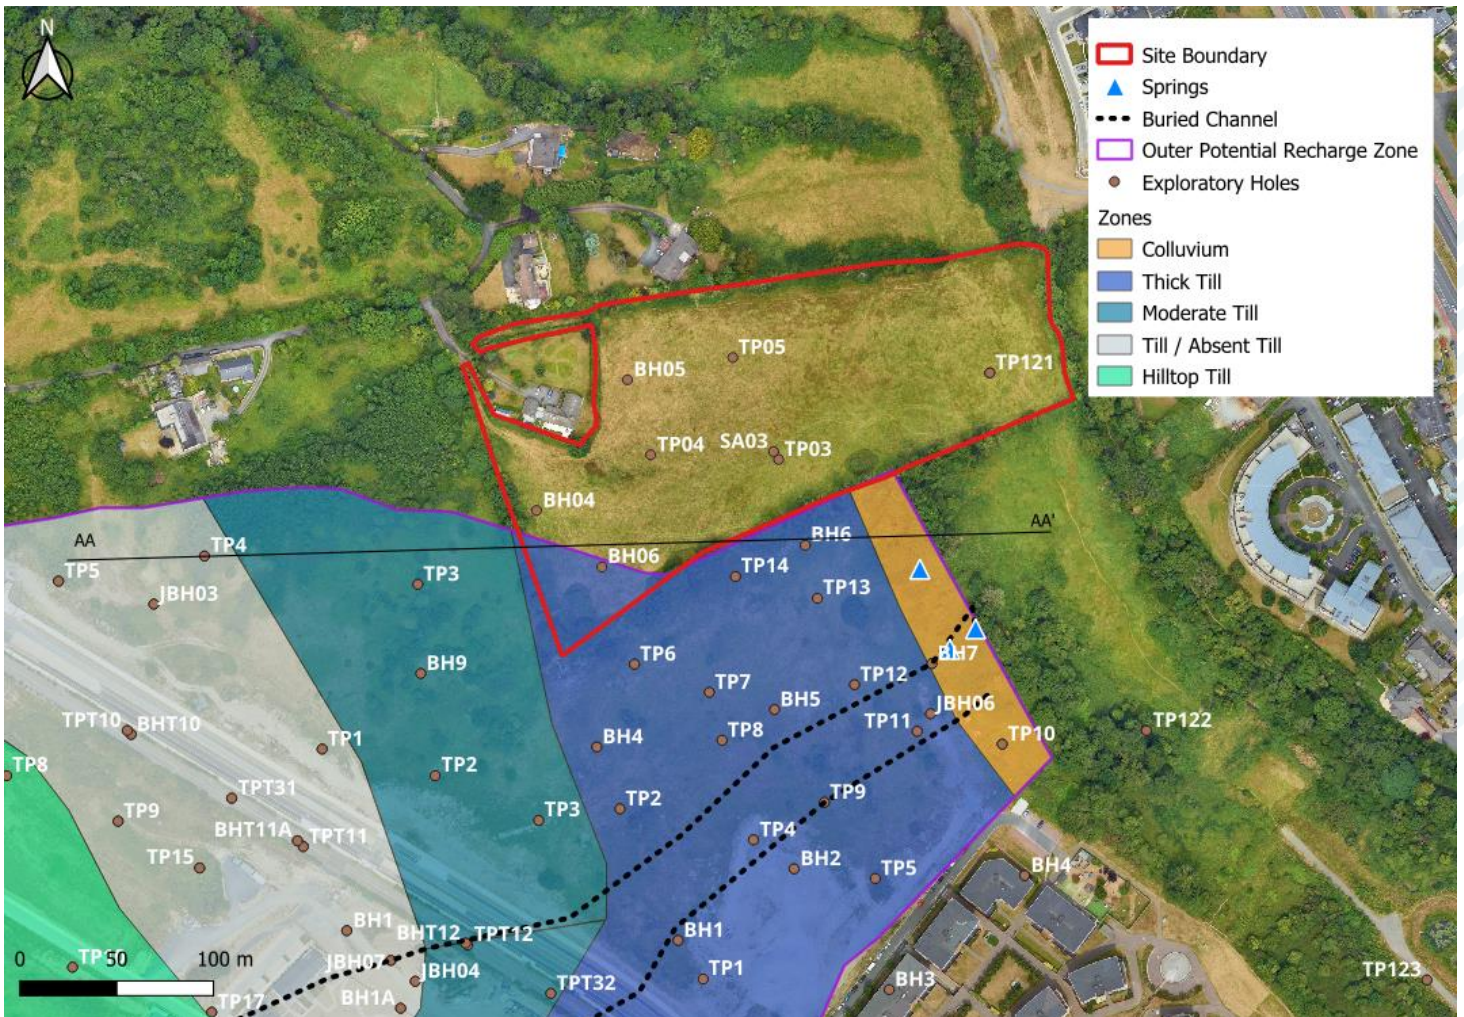 N
Site Boundary
Springs
Buried Channel
Outer Potential Recharge Zone
Exploratory Holes
Zones
Colluvium
Thick Till
Moderate Till
Till / Absent Till
Hilltop Till
TP05
BH05
TP121
TP04
SA03
TP03
BH04
AA
AA'
TP4
BH6
BH06
TP5
TP3
TP14
JBH03
TP13
TP6
BH7
BH9
TP7
TP12
BH5
JBH06
TPT10
BHT10
TP11
TP122
TP1
BH4
TP8
TP10
TP8
TP2
TPT31
TP9
TP2
TP9
TP3
BHT11A
TPT11
TP4
TP15
BH2
TP5
BH4
BH1
BHT12
TPT12
BH1
0
50
100 m
JBH07
JBH04
TP1
TP123
TPT32
BH3
TP17
BH1A